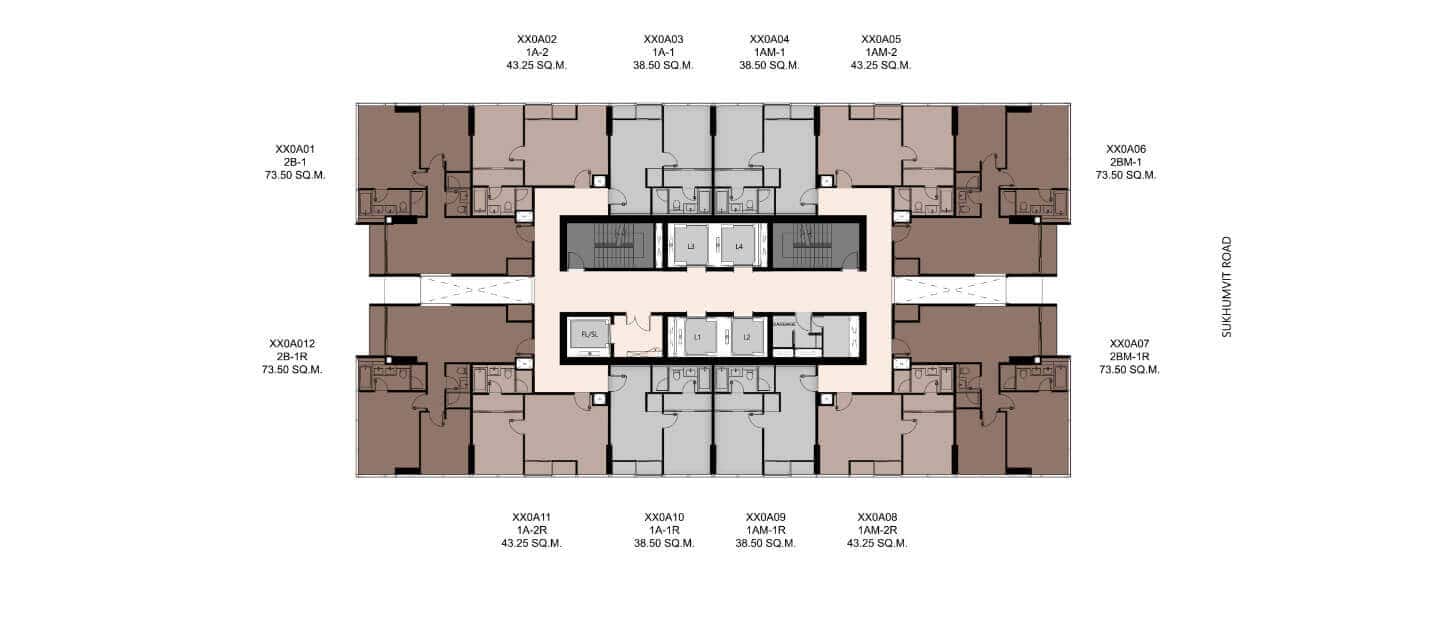 XX0A02
1A-2
43.25 SQ.M.
XX0A03
1A-1
38.50 SQ.M.
XX0A04
1AM-1
38.50 SQ.M.
XX0A05
1AM-2
43.25 SQ.M.
XX0A01
2B-1
73.50 SQ.M.
XX0A06
2BM-1
73.50 SQ.M.
L3
L4
SUKHUMVIT ROAD
FL/SL
L1
L2
GARBAGE
XX0A012
2B-1R
73.50 SQ.M.
XX0A07
2BM-1R
73.50 SQ.M.
XX0A11
1A-2R
43.25 SQ.M.
XX0A10
1A-1R
38.50 SQ.M.
XX0A09
1AM-1R
38.50 SQ.M.
XX0A08
1AM-2R
43.25 SQ.M.